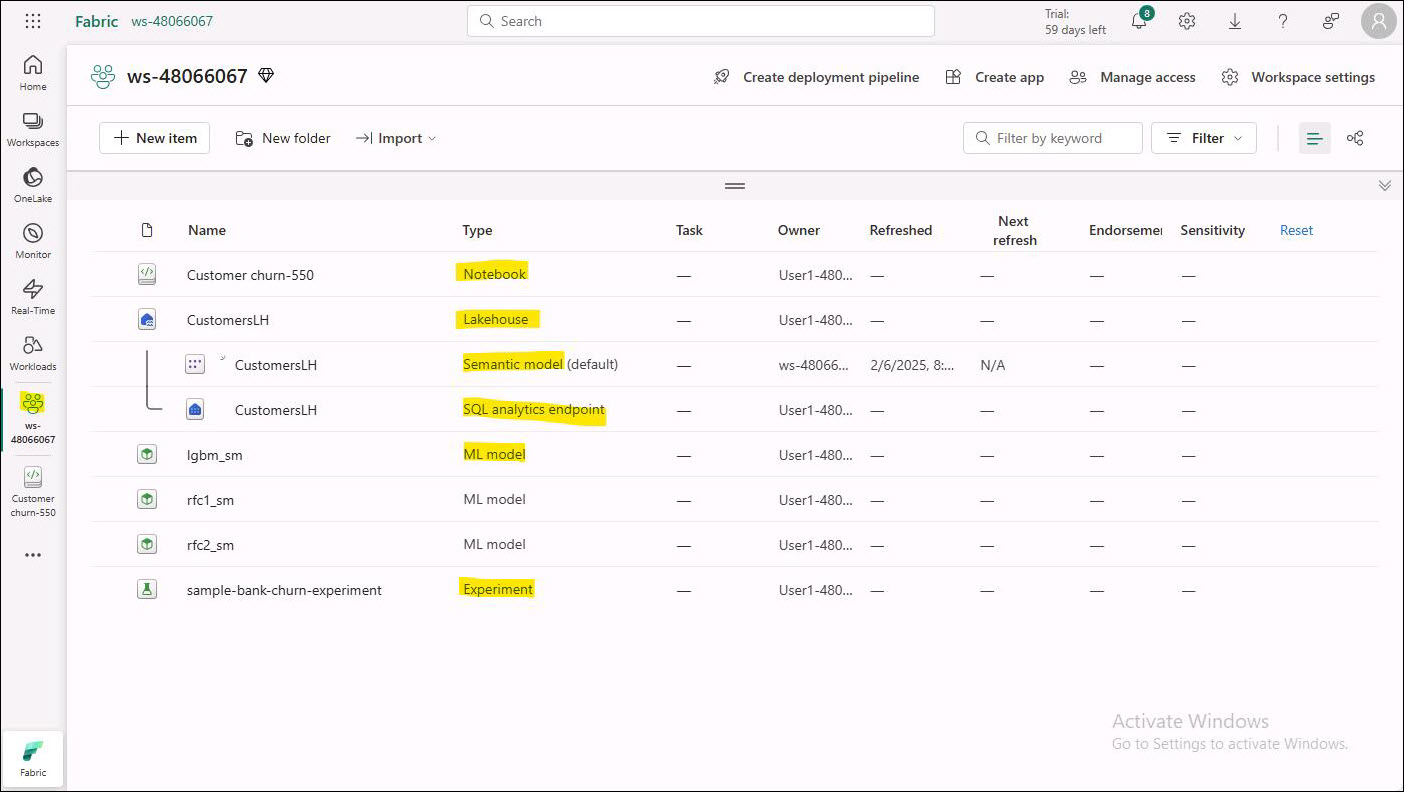 Fabric ws-48066067
Search
Trial:
59 days left
8
Home
Workspaces
OneLake
Monitor
Real-Time
Workloads
ws-
48066067
Customer
churn-550
Fabric
ws-48066067
Create deployment pipeline Create app Manage access Workspace settings
New item New folder Import
Filter by keyword Filter
Name Type Task Owner Refreshed Next refresh Endorsemen Sensitivity Reset
Customer churn-550 Notebook — User1-480... — — — —
CustomersLH Lakehouse — User1-480... — — — —
CustomersLH Semantic model (default) — ws-48066... 2/6/2025, 8:... N/A — —
CustomersLH SQL analytics endpoint — User1-480... — — — —
lgbm_sm ML model — User1-480... — — — —
rfc1_sm ML model — User1-480... — — — —
rfc2_sm ML model — User1-480... — — — —
sample-bank-churn-experiment Experiment — User1-480... — — — —
Activate Windows
Go to Settings to activate Windows.